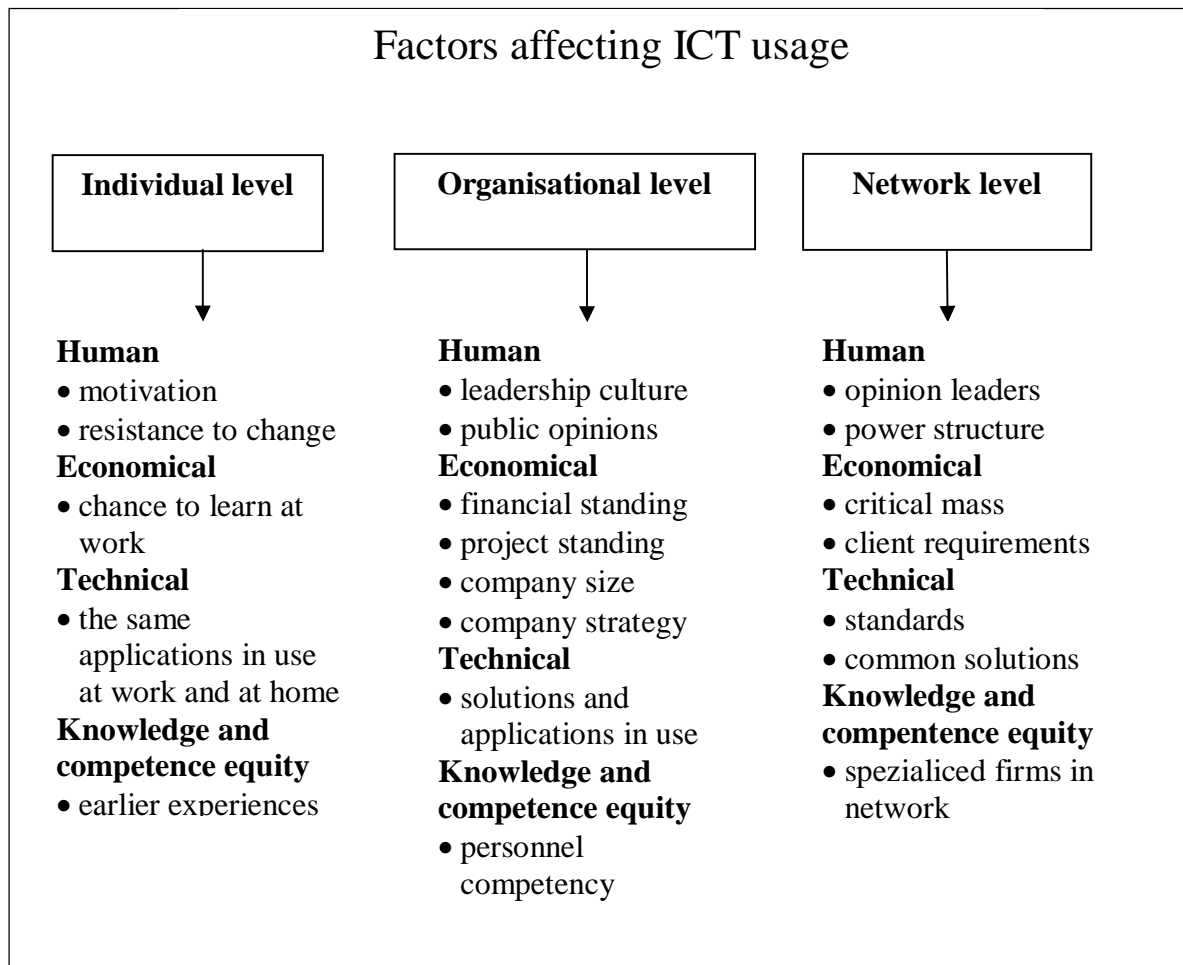 Factors affecting ICT usage
Individual level
Human
• motivation
• resistance to change
Economical
• chance to learn at
work
Technical
• the same
applications in use
at work and at home
Knowledge and
competence equity
• earlier experiences
Organisational level
Human
• leadership culture
• public opinions
Economical
• financial standing
• project standing
• company size
• company strategy
Technical
• solutions and
applications in use
Knowledge and
competence equity
• personnel
competency
Network level
Human
• opinion leaders
• power structure
Economical
• critical mass
• client requirements
Technical
• standards
• common solutions
Knowledge and
compentence equity
• spezialiced firms in
network